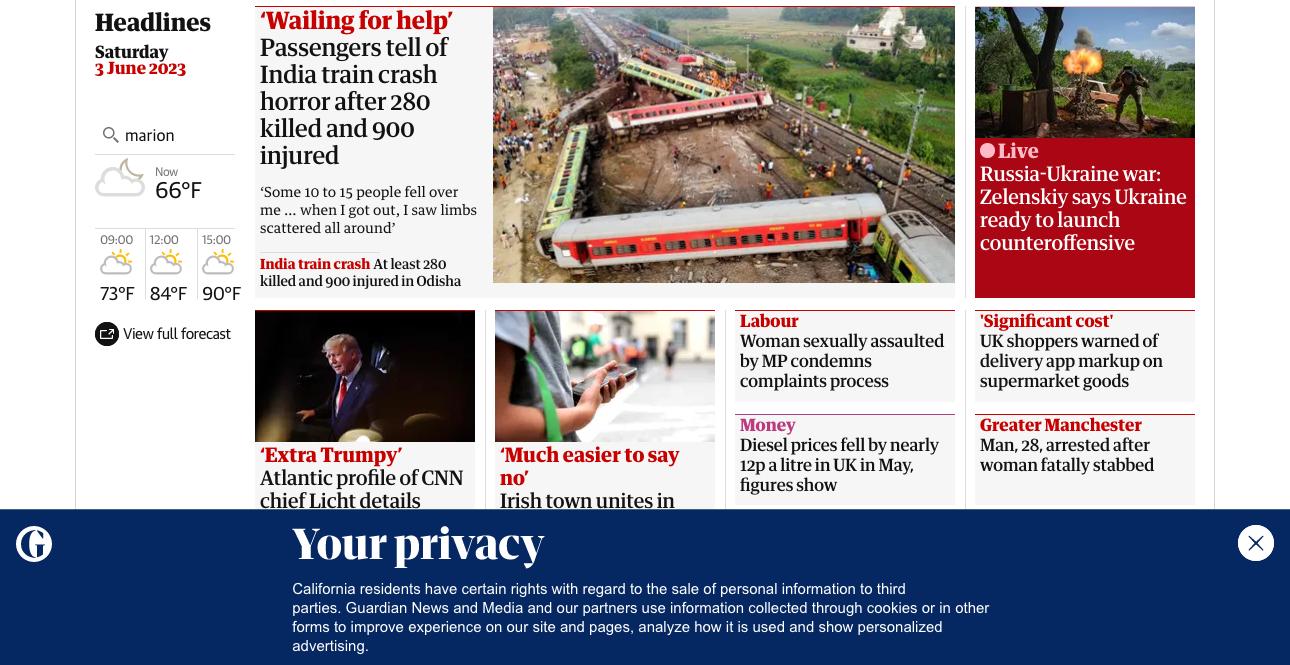 Headlines
Saturday
3 June 2023
marion
Now
66°F
09:00
12:00
15:00
73°F
84°F
90°F
View full forecast
‘Wailing for help’
Passengers tell of
India train crash
horror after 280
killed and 900
injured
‘Some 10 to 15 people fell over
me ... when I got out, I saw limbs
scattered all around’
India train crash At least 280
killed and 900 injured in Odisha
Live
Russia-Ukraine war:
Zelenskiy says Ukraine
ready to launch
counteroffensive
‘Extra Trumpy’
Atlantic profile of CNN
chief Licht details
‘Much easier to say
no’
Irish town unites in
Labour
Woman sexually assaulted
by MP condemns
complaints process
Money
Diesel prices fell by nearly
12p a litre in UK in May,
figures show
'Significant cost'
UK shoppers warned of
delivery app markup on
supermarket goods
Greater Manchester
Man, 28, arrested after
woman fatally stabbed
G
Your privacy
California residents have certain rights with regard to the sale of personal information to third
parties. Guardian News and Media and our partners use information collected through cookies or in other
forms to improve experience on our site and pages, analyze how it is used and show personalized
advertising.